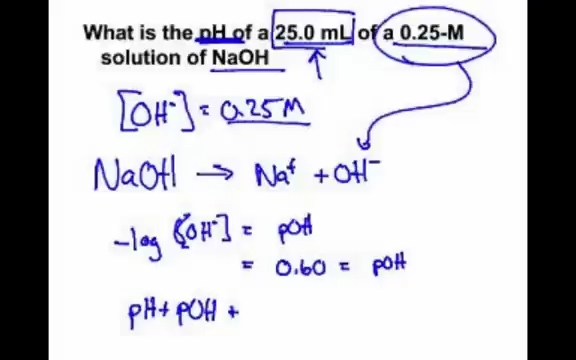 What is the pH of a 25.0 mL of a 0.25-M
solution of NaOH
[OH⁻] = 0.25M
NaOH → Na⁺ + OH⁻
-log [OH⁻] = pOH
= 0.60 = pOH
pH + pOH +